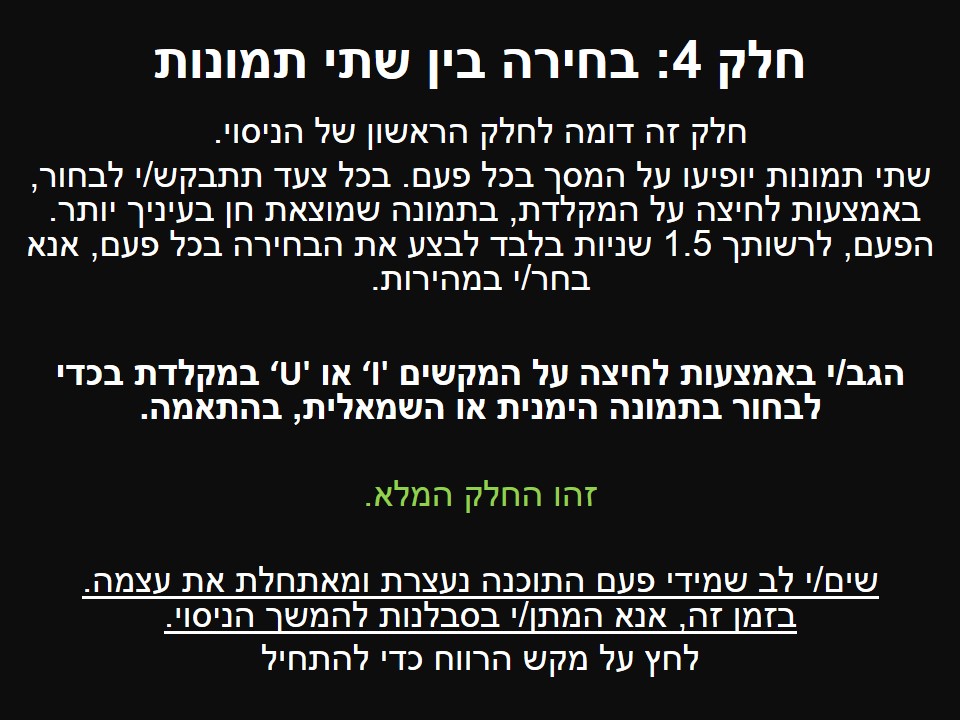 חלק 4: בחירה בין שתי תמונות
חלק זה דומה לחלק הראשון של הניסוי.
שתי תמונות יופיעו על המסך בכל פעם. בכל צעד תתבקש/י לבחור,
באמצעות לחיצה על המקלדת, בתמונה שמוצאת חן בעיניך יותר.
הפעם, לרשותך 1.5 שניות בלבד לבצע את הבחירה בכל פעם, אנא
בחר/י במהירות.
הגב/י באמצעות לחיצה על המקשים 'I‘ או 'U‘ במקלדת בכדי
לבחור בתמונה הימנית או השמאלית, בהתאמה.
זהו החלק המלא.
שים/י לב שמידי פעם התוכנה נעצרת ומאתחלת את עצמה.
בזמן זה, אנא המתן/י בסבלנות להמשך הניסוי.
לחץ על מקש הרווח כדי להתחיל